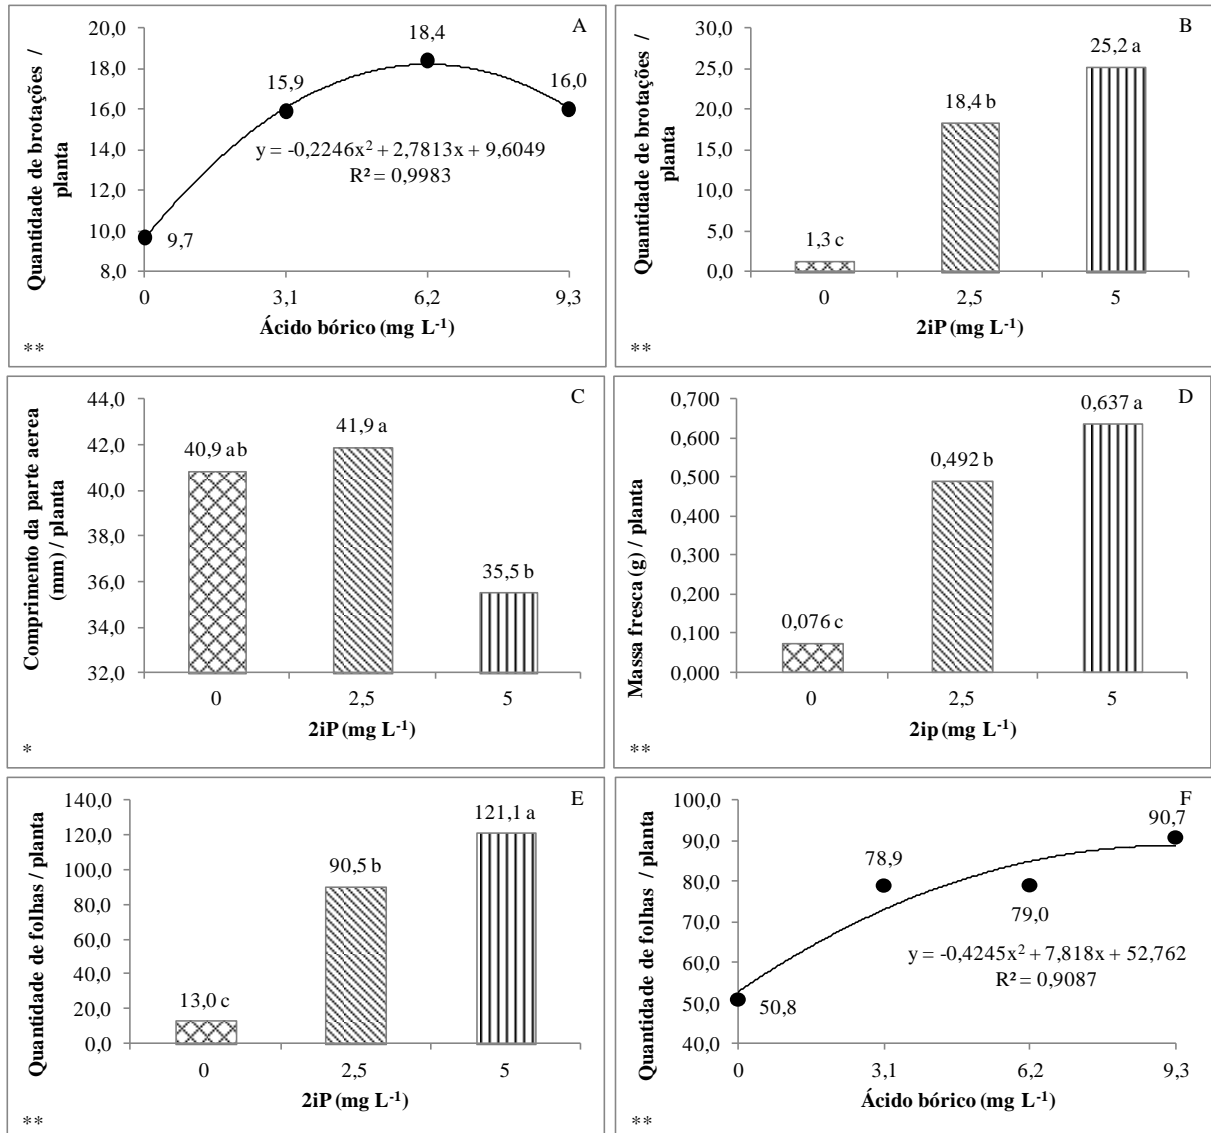 A
Quantidade de brotações /
planta
20,0
18,0
16,0
14,0
12,0
10,0
8,0
9,7
15,9
18,4
16,0
y = -0,2246x² + 2,7813x + 9,6049
R² = 0,9983
0 3,1 6,2 9,3
Ácido bórico (mg L⁻¹)
**
B
Quantidade de brotações /
planta
30,0
25,0
20,0
15,0
10,0
5,0
0,0
1,3 c
18,4 b
25,2 a
0 2,5 5
2iP (mg L⁻¹)
**
C
Comprimento da parte aerea
(mm) / planta
44,0
42,0
40,0
38,0
36,0
34,0
32,0
40,9 ab
41,9 a
35,5 b
0 2,5 5
2iP (mg L⁻¹)
*
D
Massa fresca (g) / planta
0,700
0,600
0,500
0,400
0,300
0,200
0,100
0,000
0,076 c
0,492 b
0,637 a
0 2,5 5
2ip (mg L⁻¹)
**
E
Quantidade de folhas / planta
140,0
120,0
100,0
80,0
60,0
40,0
20,0
0,0
13,0 c
90,5 b
121,1 a
0 2,5 5
2iP (mg L⁻¹)
**
F
Quantidade de folhas / planta
100,0
90,0
80,0
70,0
60,0
50,0
40,0
50,8
78,9
79,0
90,7
y = -0,4245x² + 7,818x + 52,762
R² = 0,9087
0 3,1 6,2 9,3
Ácido bórico (mg L⁻¹)
**